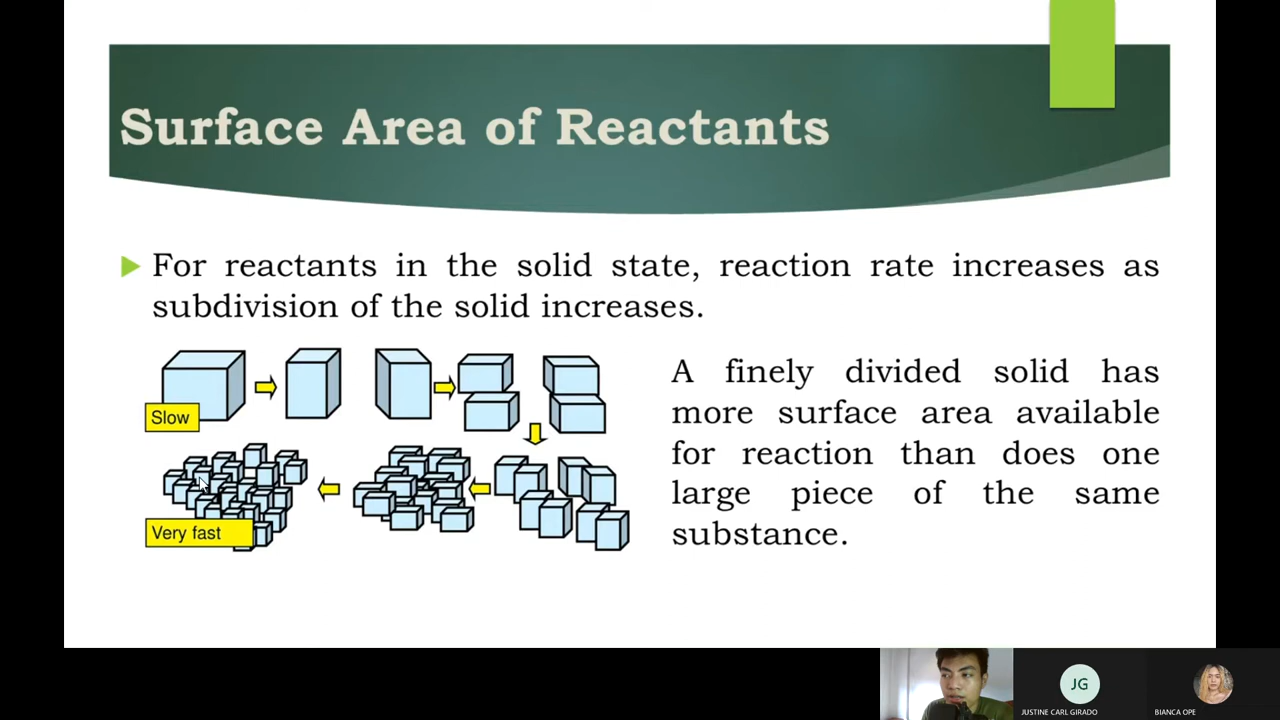 Surface Area of Reactants
For reactants in the solid state, reaction rate increases as
subdivision of the solid increases.
Slow
Very fast
A finely divided solid has
more surface area available
for reaction than does one
large piece of the same
substance.
JG
JUSTINE CARL GIRADO
BIANCA OPE